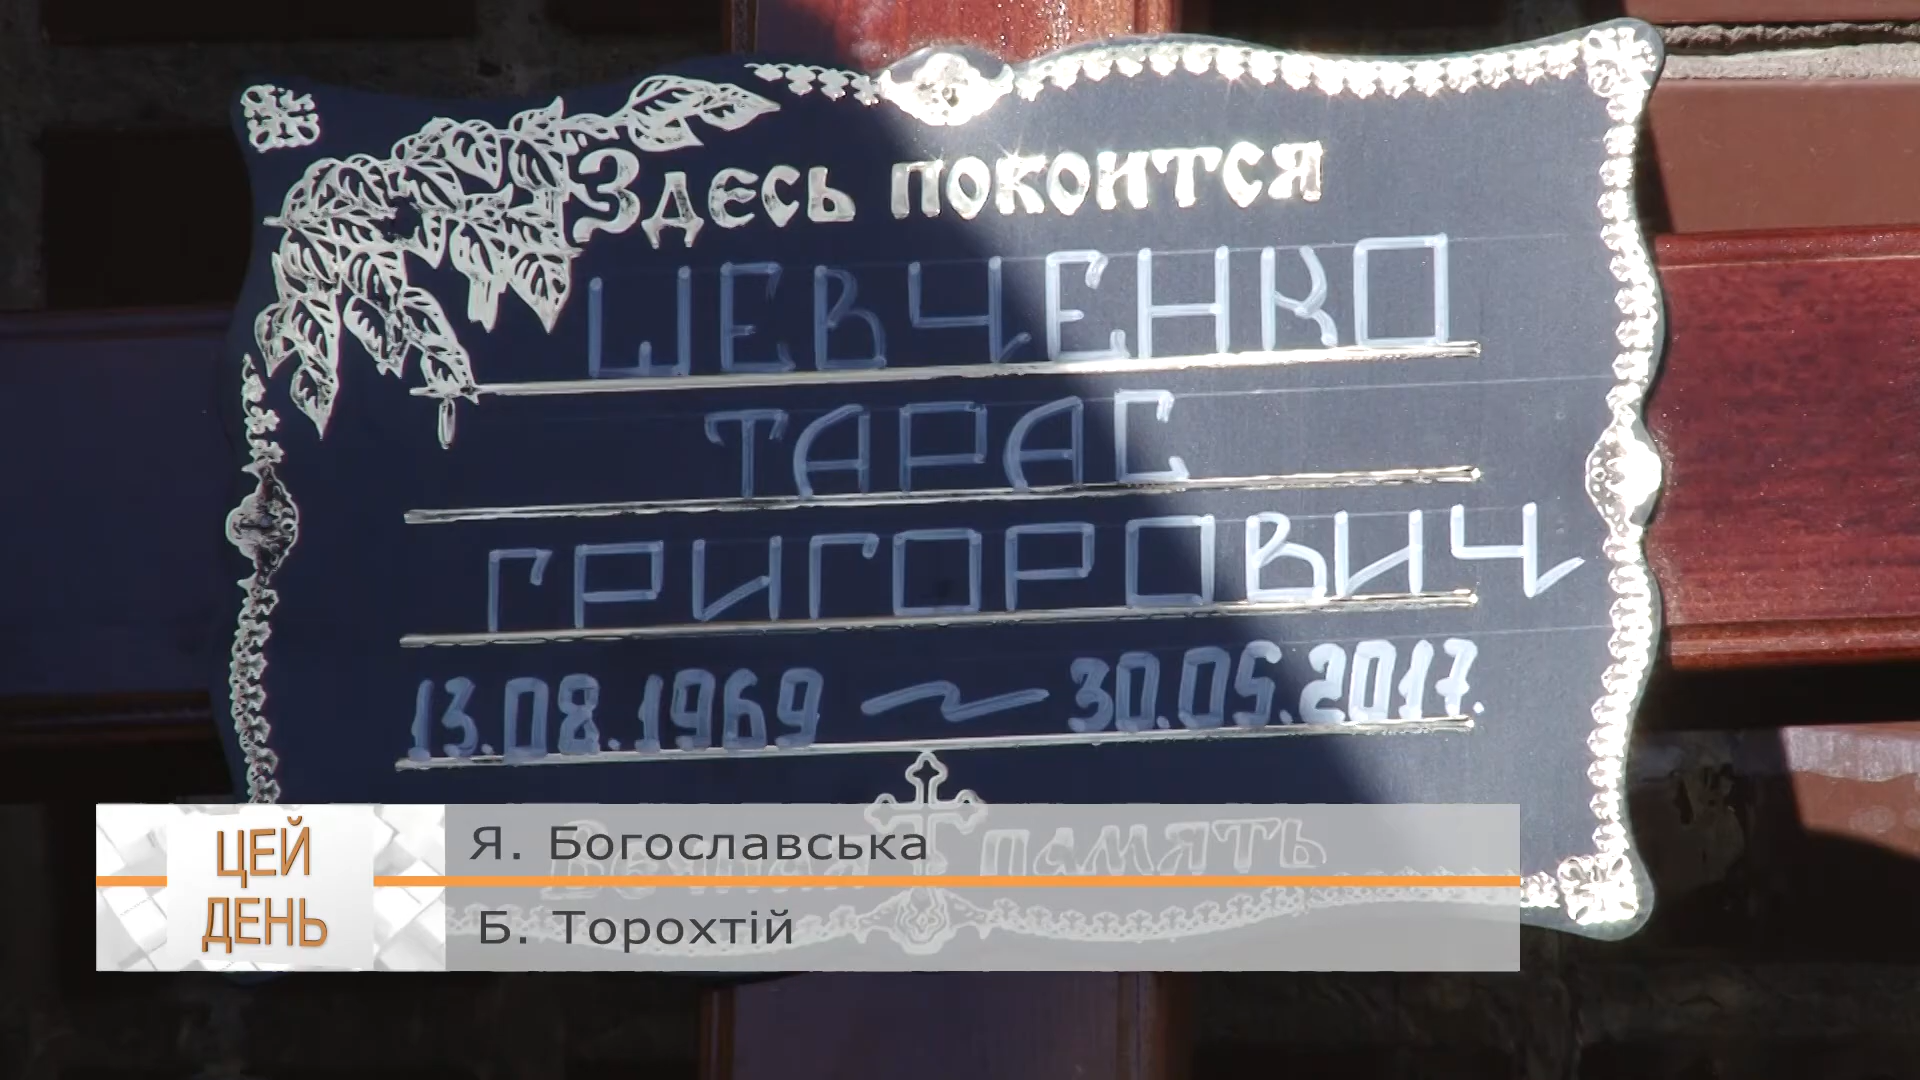 Здесь покоится
ШЕВЧЕНКО
ТАРАС
ГРИГОРОВИЧ
13.08.1969 ~ 30.05.2017.
Вечная память
ЦЕЙ
ДЕНЬ
Я. Богославська
Б. Торохтій